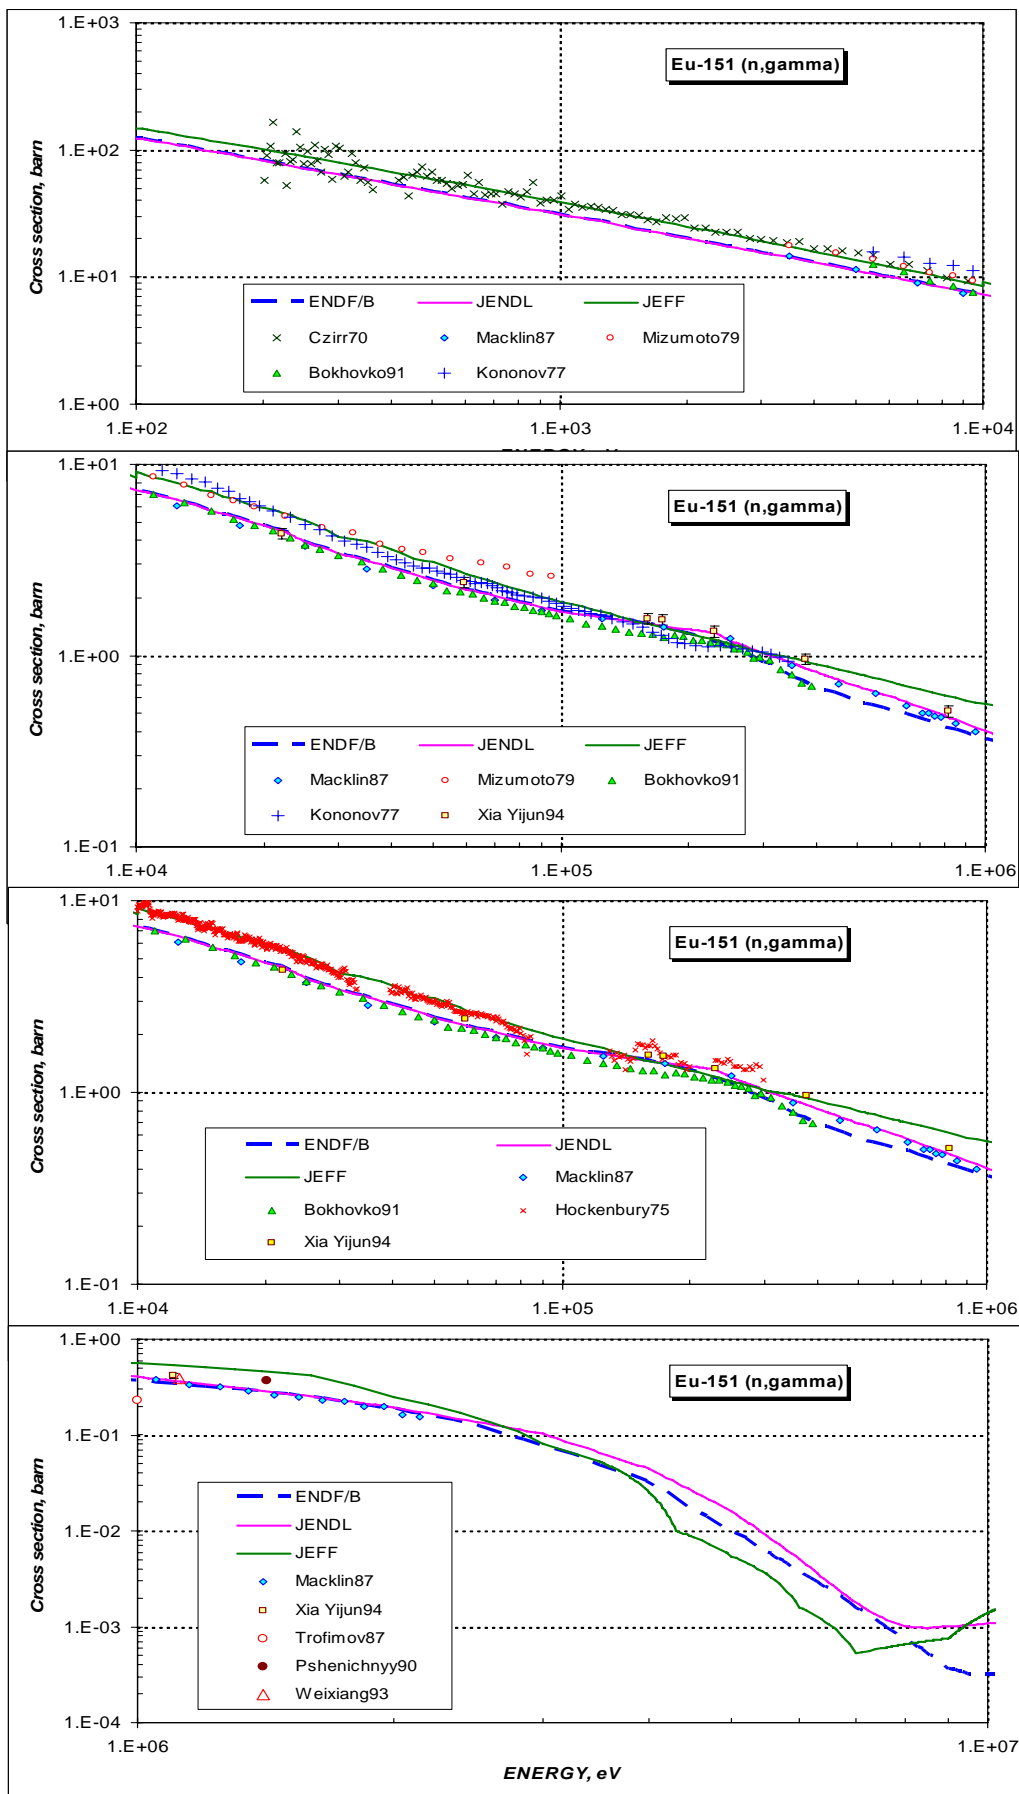 1.E+03
Eu-151 (n,gamma)
1.E+02
Cross section, barn
1.E+01
ENDF/B JENDL JEFF
Czirr70 Macklin87 Mizumoto79
Bokhovko91 Kononov77
1.E+00
1.E+02 1.E+03 1.E+04
1.E+01
Eu-151 (n,gamma)
Cross section, barn
1.E+00
ENDF/B JENDL JEFF
Macklin87 Mizumoto79 Bokhovko91
Kononov77 Xia Yijun94
1.E-01
1.E+04 1.E+05 1.E+06
1.E+01
Eu-151 (n,gamma)
Cross section, barn
1.E+00
ENDF/B JENDL
JEFF Macklin87
Bokhovko91 Hockenbury75
Xia Yijun94
1.E-01
1.E+04 1.E+05 1.E+06
1.E+00
Eu-151 (n,gamma)
1.E-01
Cross section, barn
ENDF/B
JENDL
1.E-02
JEFF
Macklin87
Xia Yijun94
1.E-03
Trofimov87
Pshenichnyy90
Weixiang93
1.E-04
1.E+06 1.E+07
ENERGY, eV